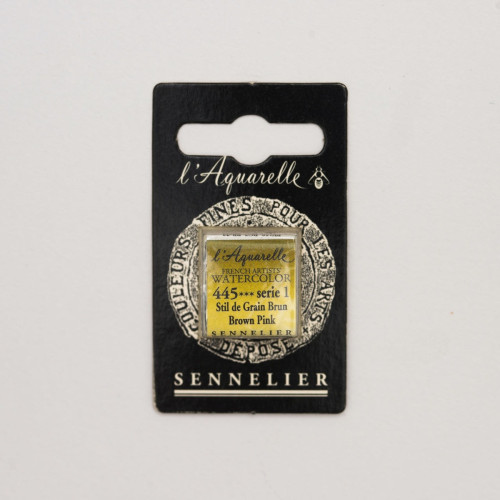 l'Aquarelle
COULEURS FINES POUR LES ARTS
l'Aquarelle
FRENCH ARTISTS'
WATERCOLOR
445*** serie 1
Stil de Grain Brun
Brown Pink
SENNELIER
DEPOSE
SENNELIER